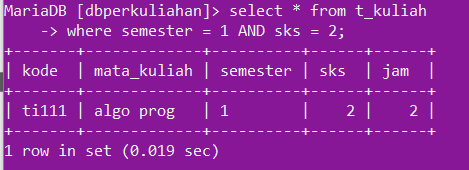 MariaDB [dbperkuliahan]> select * from t_kuliah
    -> where semester = 1 AND sks = 2;
+-------+-------------+----------+------+------+
| kode  | mata_kuliah | semester | sks  | jam  |
+-------+-------------+----------+------+------+
| ti111 | algo prog   | 1        |    2 |    2 |
+-------+-------------+----------+------+------+
1 row in set (0.019 sec)